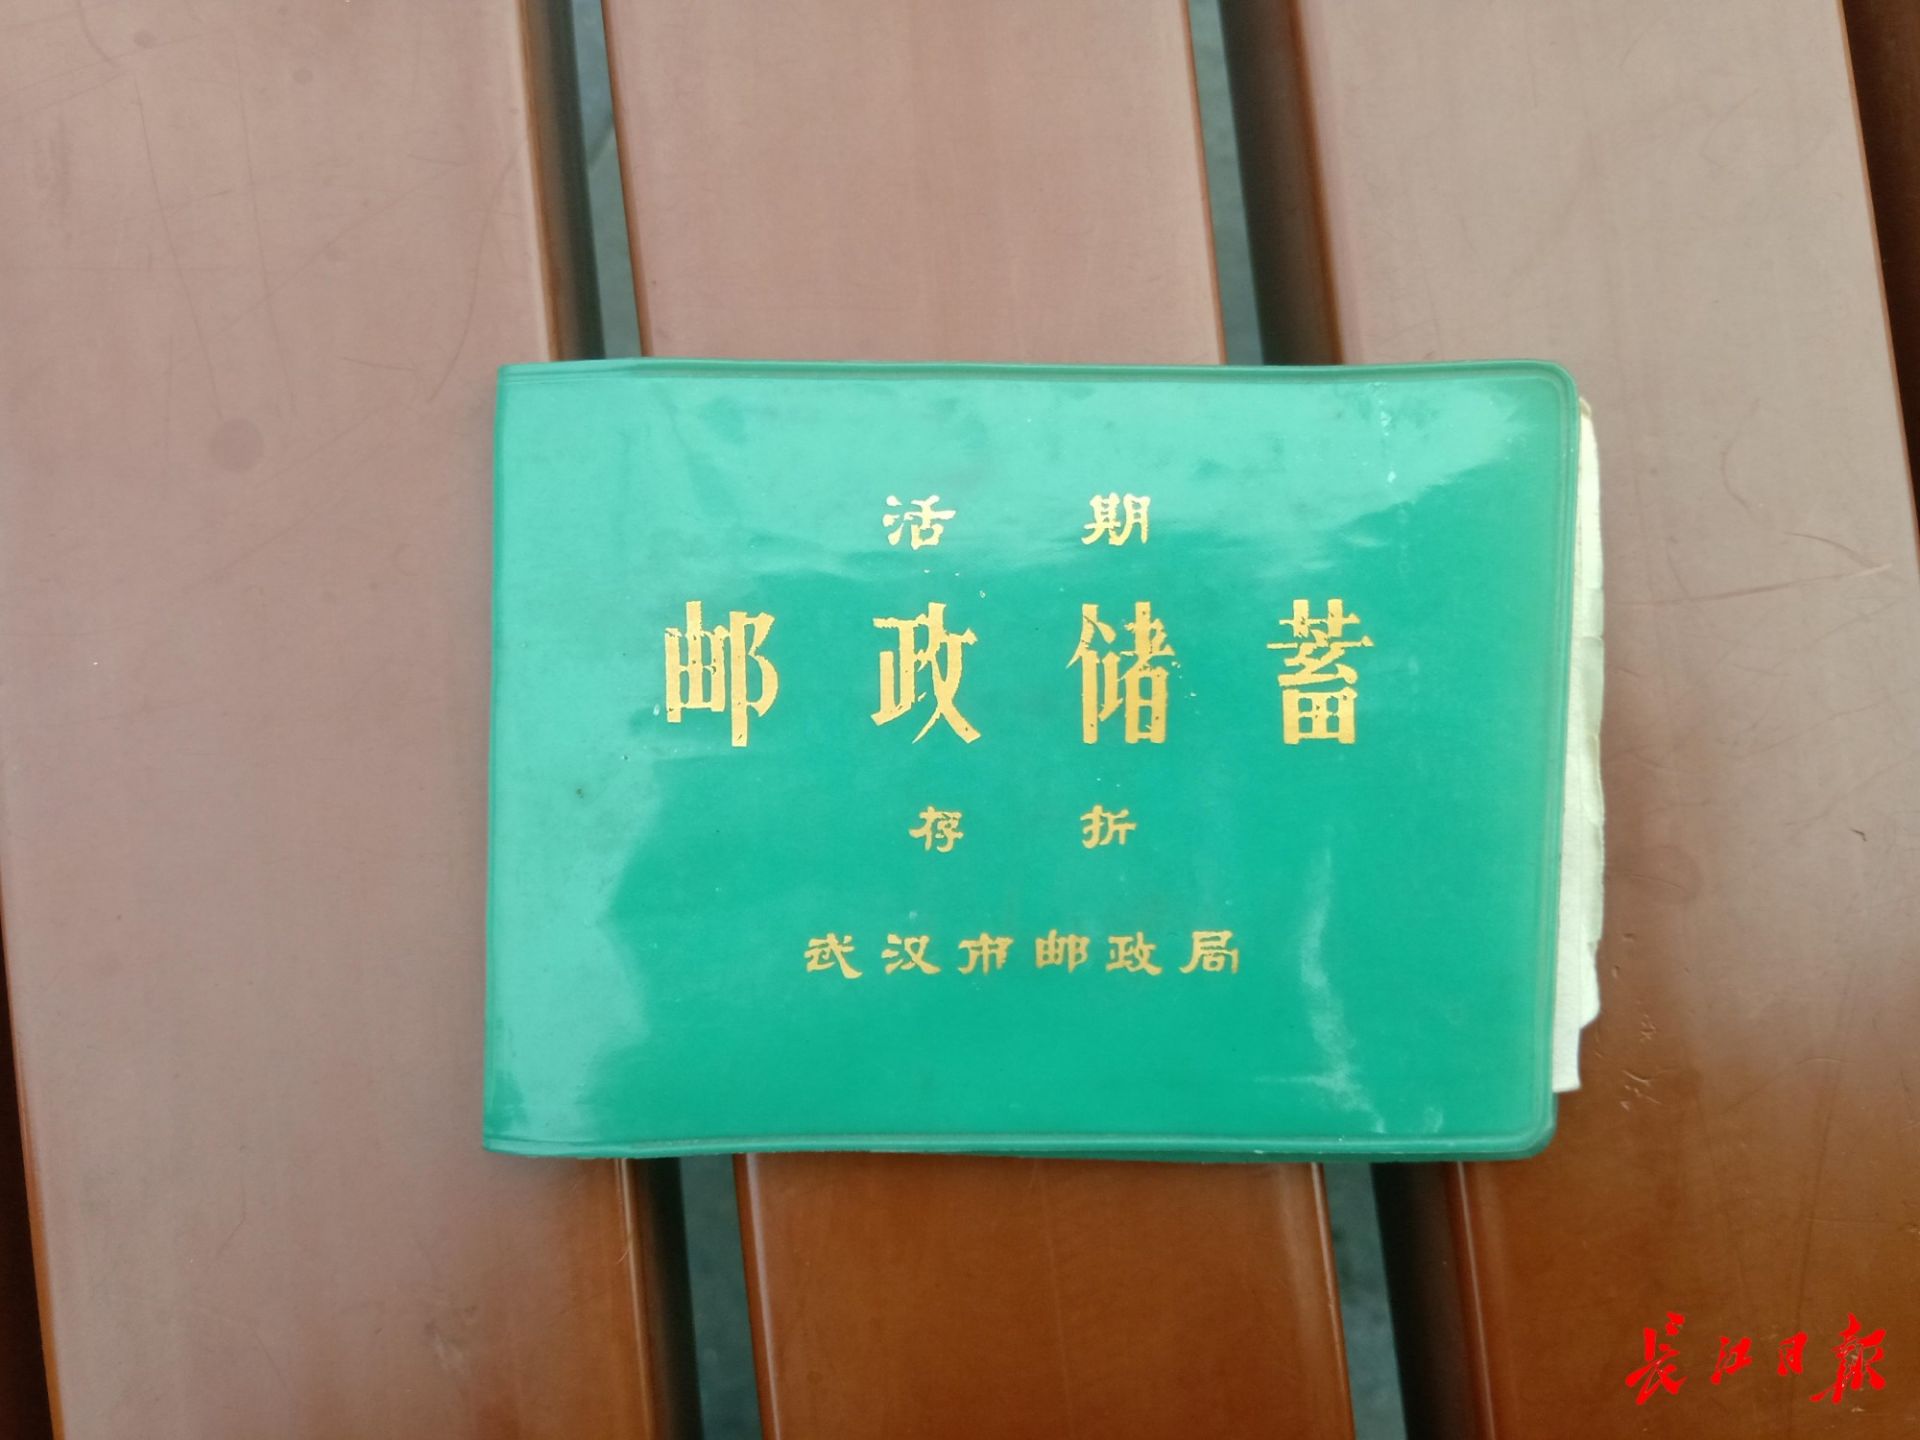 活期
邮政储蓄
存折
武汉市邮政局
长江日报